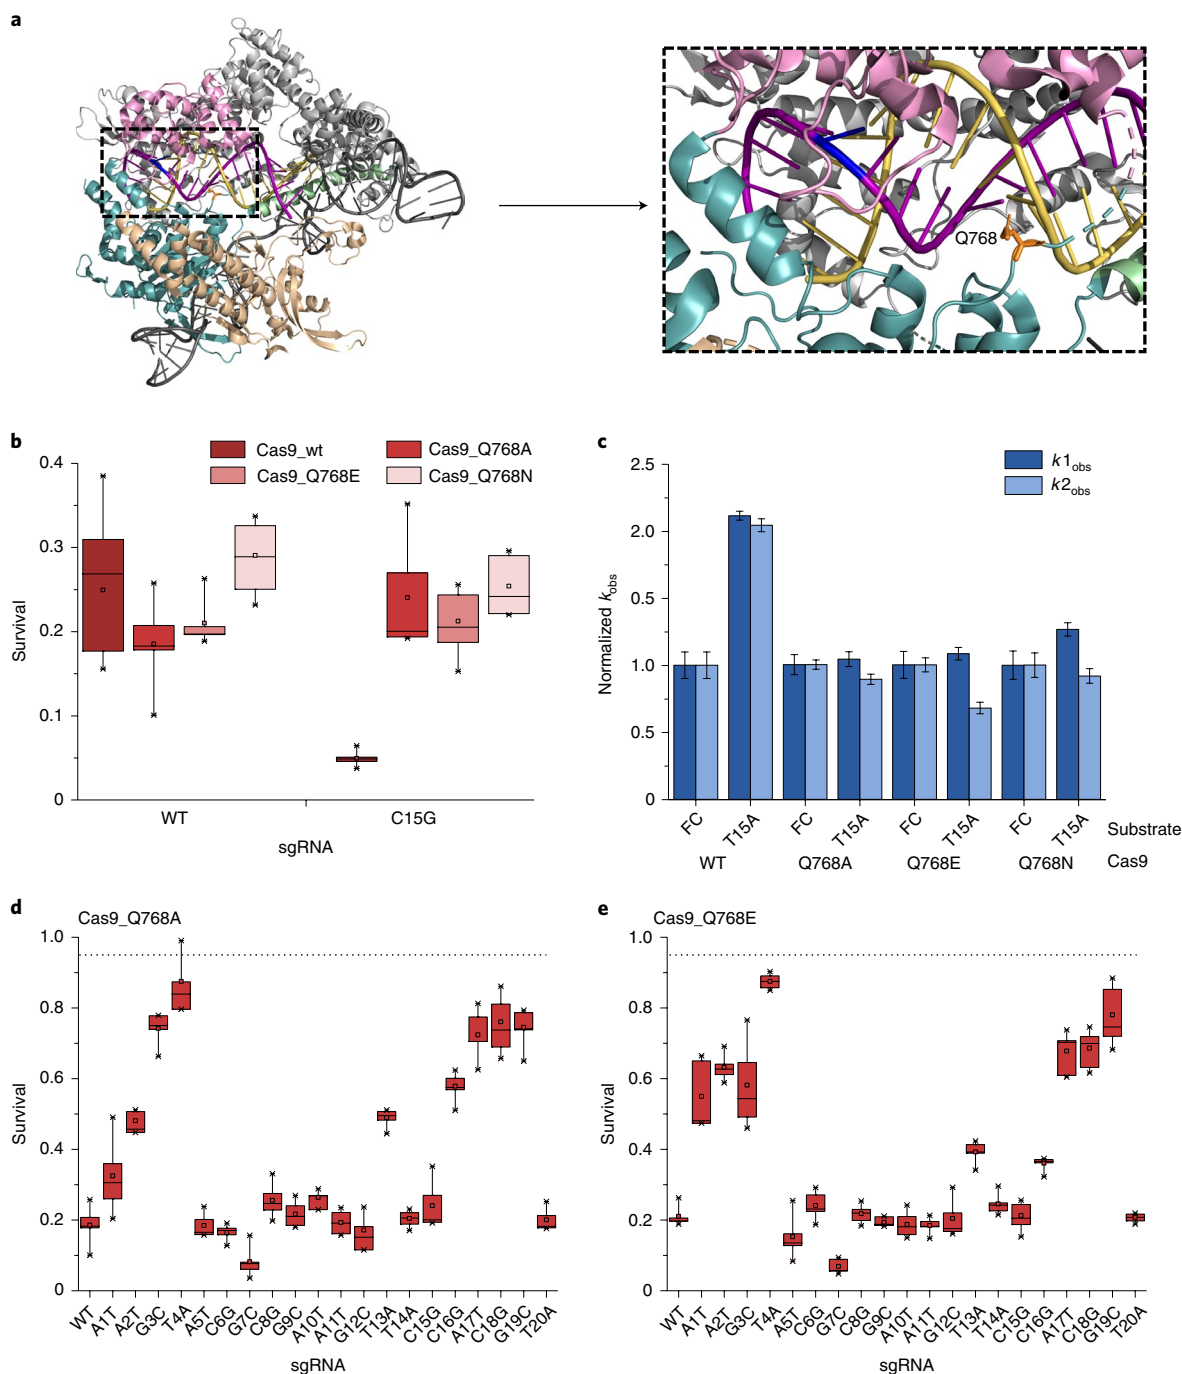 a
Q768
b
Cas9_wt
Cas9_Q768A
Cas9_Q768E
Cas9_Q768N
0.4
0.3
0.2
0.1
0
Survival
WT
C15G
sgRNA
c
k1obs
k2obs
2.5
2.0
1.0
0.5
1.0
0.5
0
Normalized kobs
FC
T15A
FC
T15A
FC
T15A
FC
T15A
Substrate
WT
Q768A
Q768E
Q768N
Cas9
d
Cas9_Q768A
1.0
0.8
0.6
0.4
0.2
0
Survival
WT
A1T
A2T
G3C
T4A
A5T
C6G
G7C
C8G
G9C
A10T
A11T
G12C
T13A
T14A
C15G
C16G
A17T
C18G
G19C
T20A
sgRNA
e
Cas9_Q768E
1.0
0.8
0.6
0.4
0.2
0
Survival
WT
A1T
A2T
G3C
T4A
A5T
C6G
G7C
C8G
G9C
A10T
A11T
G12C
T13A
T14A
C15G
C16G
A17T
C18G
G19C
T20A
sgRNA